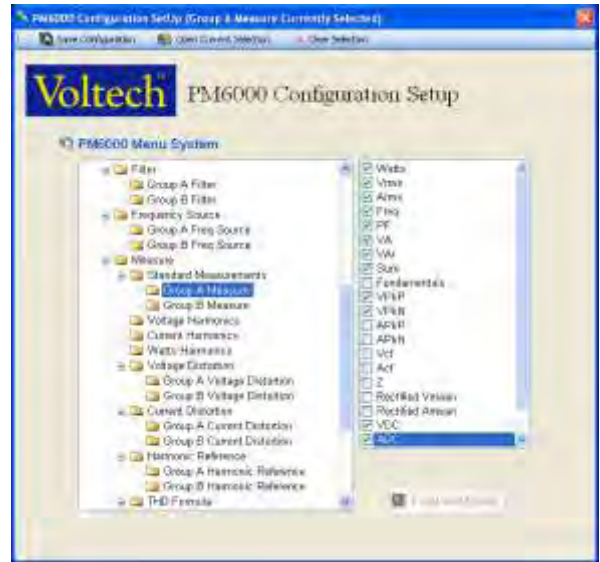 PM6000 Configuration SetUp (Group A Measure Currently Selected)
Save Configuration Open Current Selection Clear Selection
Voltech PM6000 Configuration Setup
PM6000 Menu System
Filter
Group A Filter
Group B Filter
Frequency Source
Group A Freq Source
Group B Freq Source
Measure
Standard Measurements
Group A Measure
Group B Measure
Voltage Harmonics
Current Harmonics
Watts Harmonics
Voltage Distortion
Group A Voltage Distortion
Group B Voltage Distortion
Current Distortion
Group A Current Distortion
Group B Current Distortion
Harmonic Reference
Group A Harmonic Reference
Group B Harmonic Reference
THD Formula
Watts
Vrms
Arms
Freq
PF
VA
VAr
Sum
Fundamentals
VPkP
VPkN
APkP
APkN
Vcf
Acf
Z
Rectified Vmean
Rectified Amean
VDC
ADC